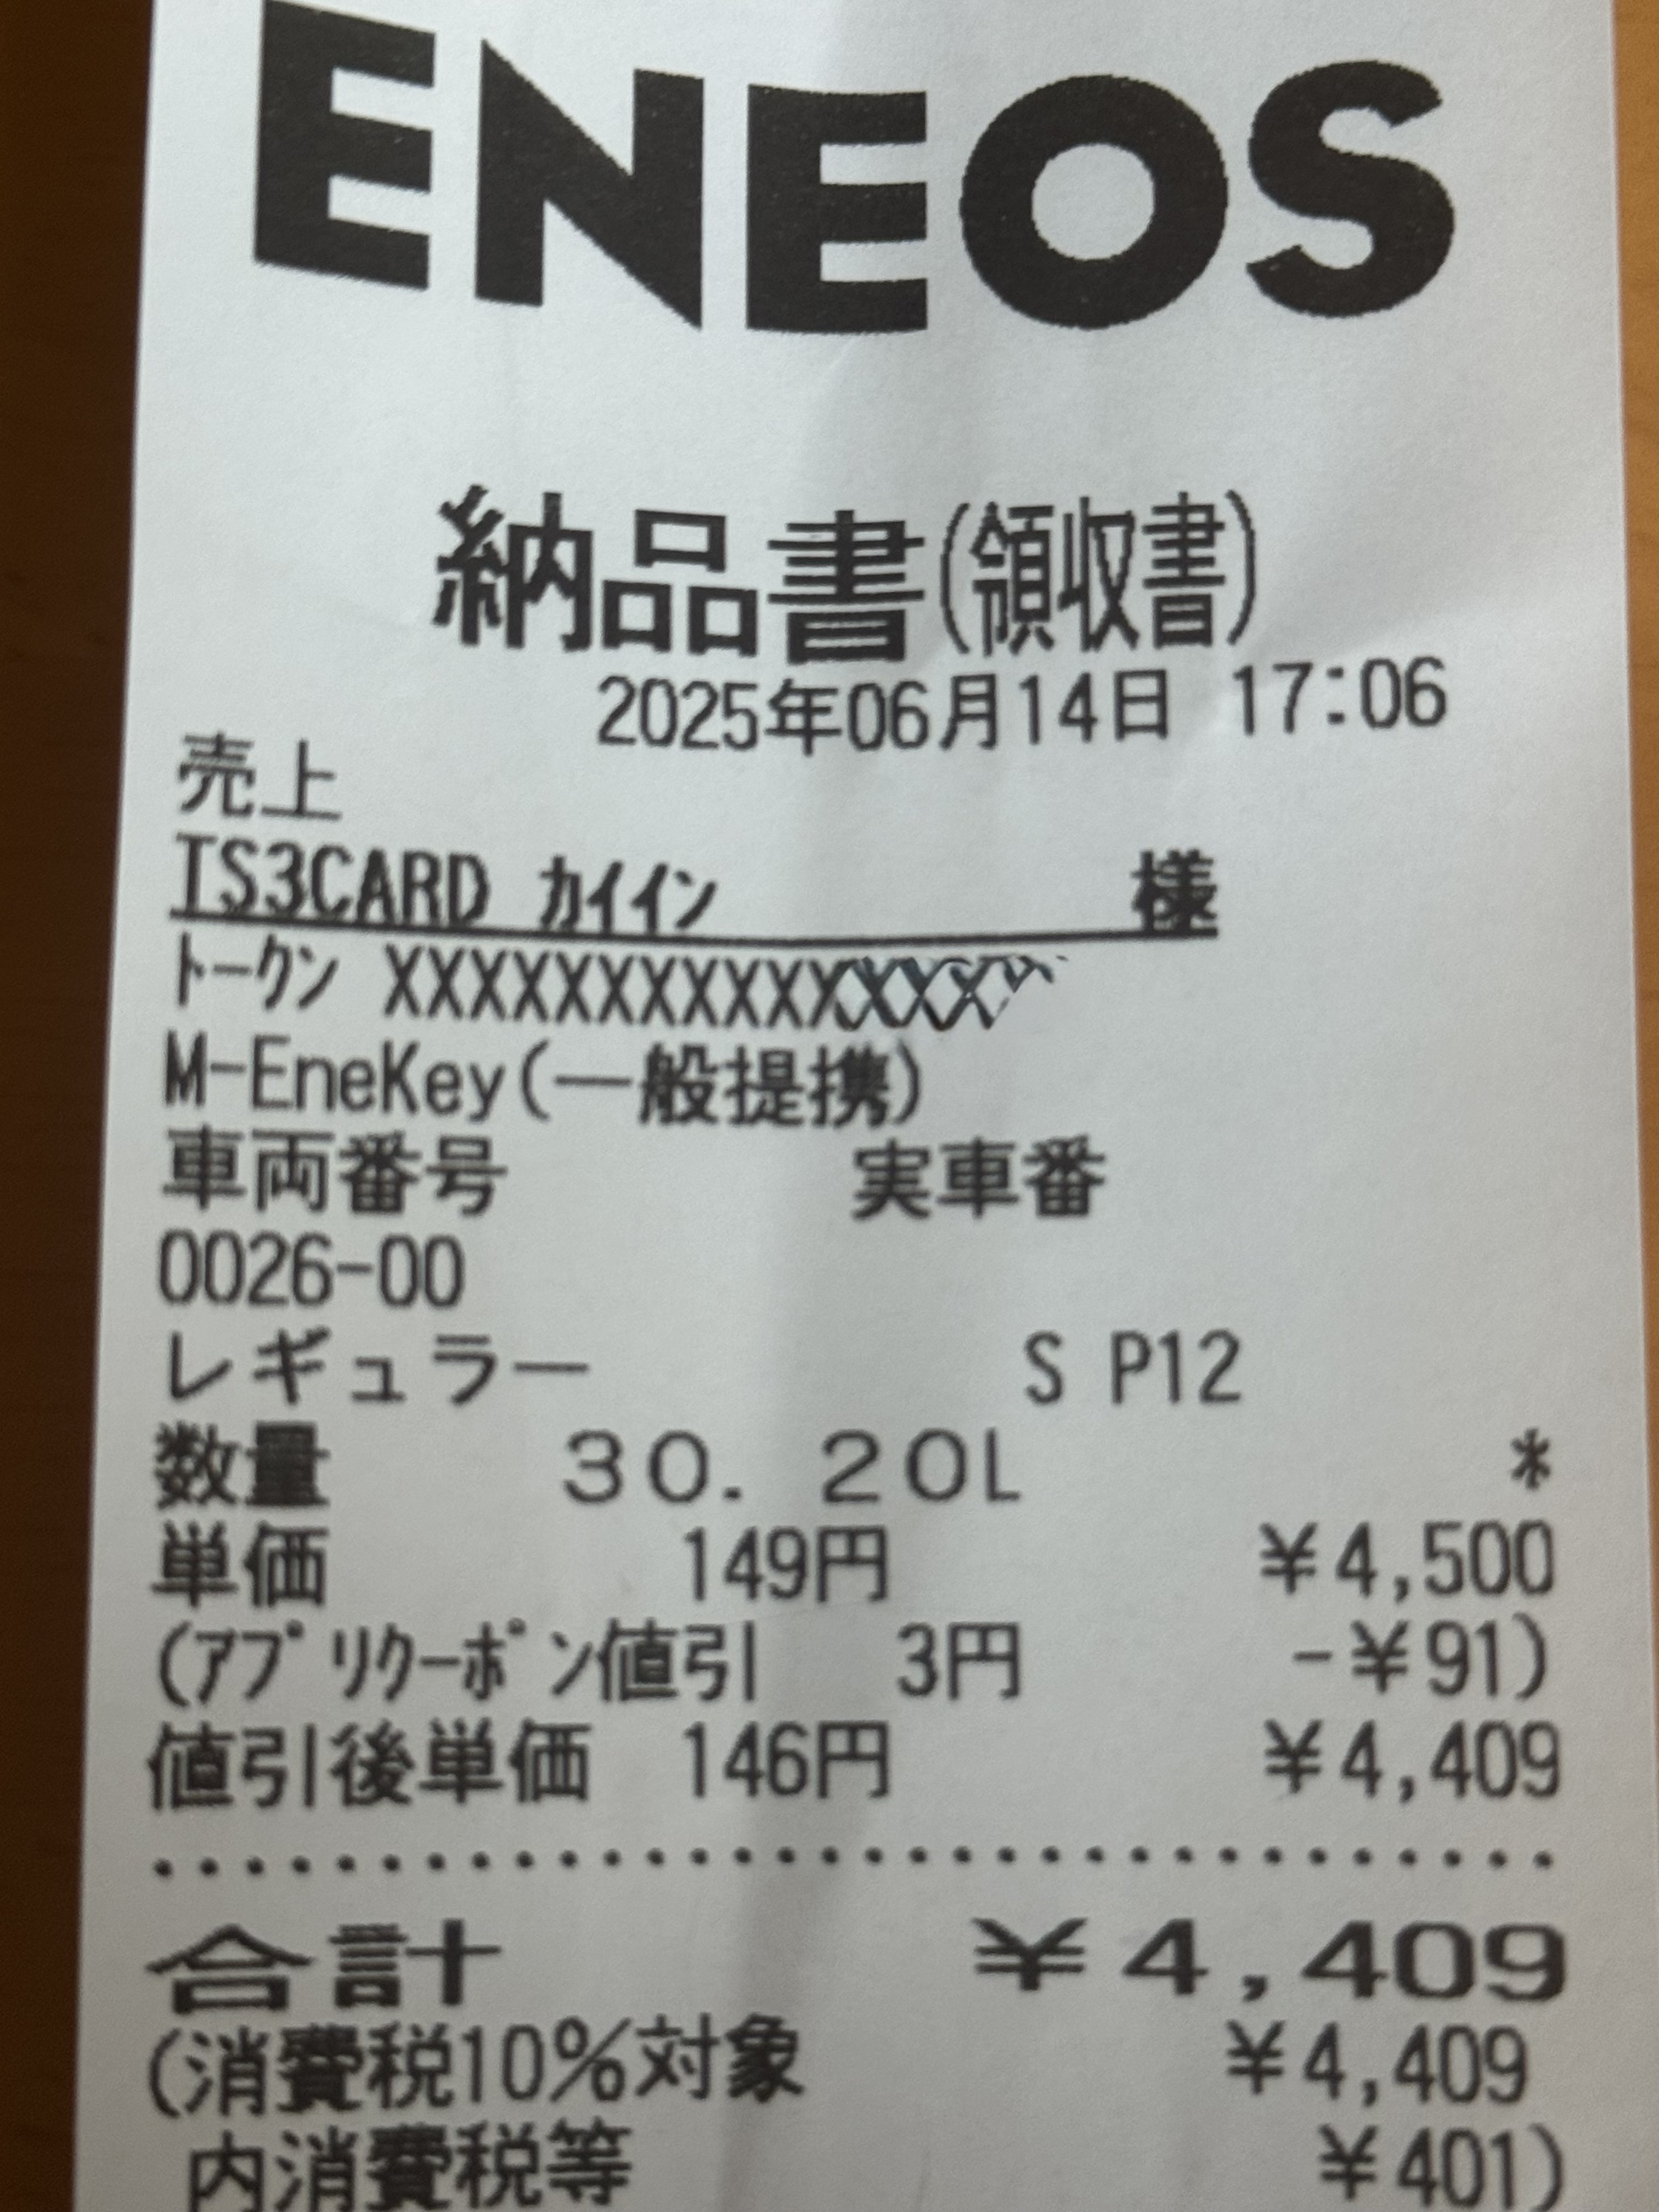 ENEOS
納品書(領収書)
2025年06月14日 17:06
売上
TS3CARD ｶｲｲﾝ 様
ﾄｰｸﾝ XXXXXXXXXXXXXXX
M-EneKey(一般提携)
車両番号 実車番
0026-00
レギュラー S P12
数量 30.20L *
単価 149円 ¥4,500
(ｱﾌﾟﾘｸｰﾎﾟﾝ値引 3円 -¥91)
値引後単価 146円 ¥4,409
合計 ¥4,409
(消費税10%対象 ¥4,409
内消費税等 ¥401)